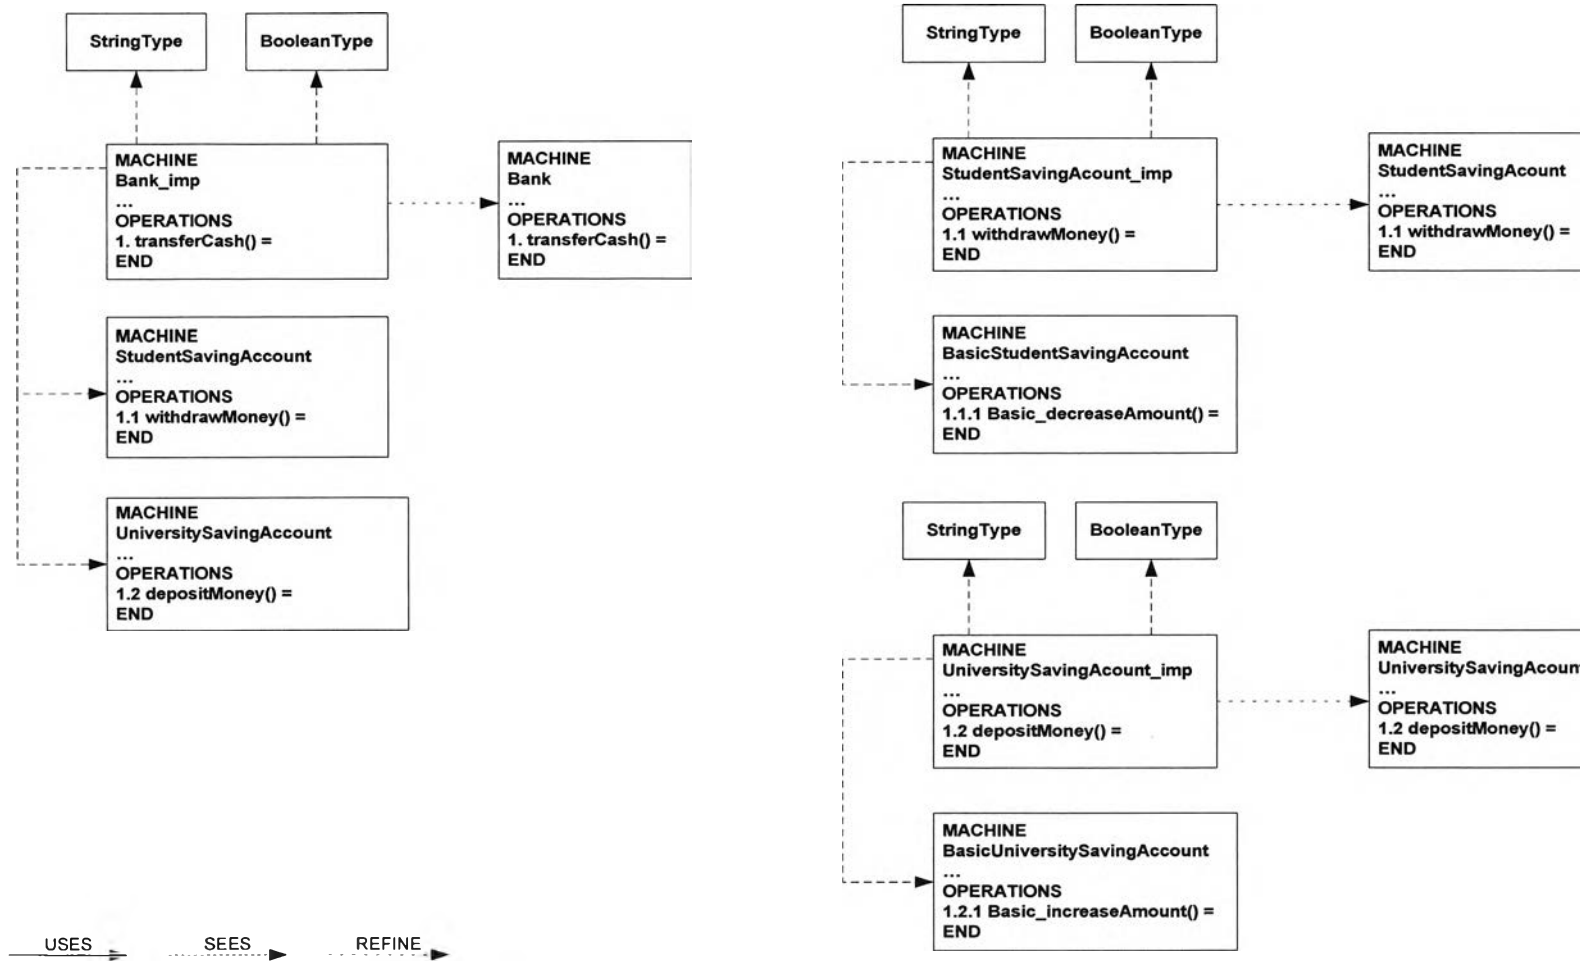 StringType
BooleanType
MACHINE
Bank_imp
...
OPERATIONS
1. transferCash() =
END
MACHINE
Bank
...
OPERATIONS
1. transferCash() =
END
MACHINE
StudentSavingAccount
...
OPERATIONS
1.1 withdrawMoney() =
END
MACHINE
UniversitySavingAccount
...
OPERATIONS
1.2 depositMoney() =
END
StringType
BooleanType
MACHINE
StudentSavingAcount_imp
...
OPERATIONS
1.1 withdrawMoney() =
END
MACHINE
StudentSavingAcount
...
OPERATIONS
1.1 withdrawMoney() =
END
MACHINE
BasicStudentSavingAccount
...
OPERATIONS
1.1.1 Basic_decreaseAmount() =
END
StringType
BooleanType
MACHINE
UniversitySavingAcount_imp
...
OPERATIONS
1.2 depositMoney() =
END
MACHINE
UniversitySavingAcount
...
OPERATIONS
1.2 depositMoney() =
END
MACHINE
BasicUniversitySavingAccount
...
OPERATIONS
1.2.1 Basic_increaseAmount() =
END
USES
SEES
REFINE